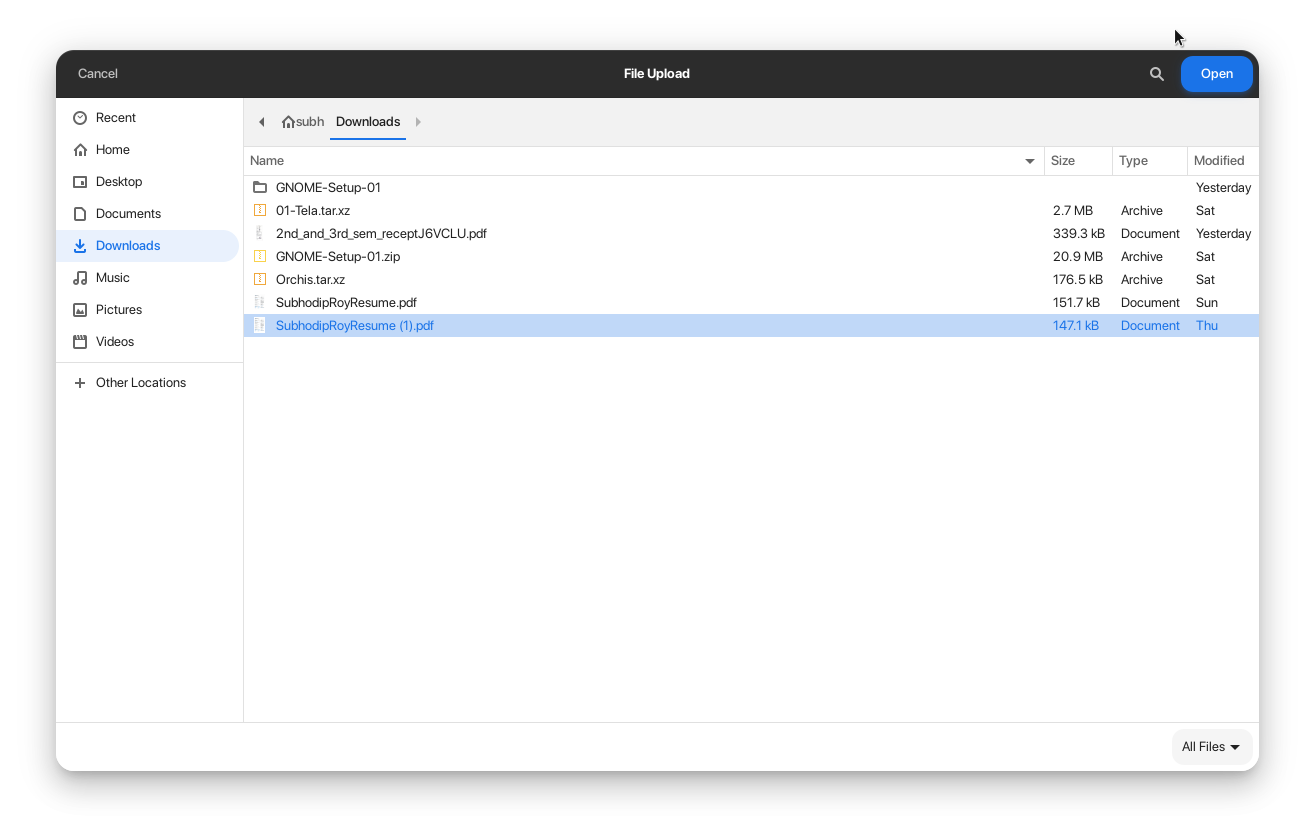 Cancel File Upload Open
Recent
Home
Desktop
Documents
Downloads
Music
Pictures
Videos
Other Locations
subh Downloads
Name Size Type Modified
GNOME-Setup-01 Yesterday
01-Tela.tar.xz 2.7 MB Archive Sat
2nd_and_3rd_sem_receptJ6VCLU.pdf 339.3 kB Document Yesterday
GNOME-Setup-01.zip 20.9 MB Archive Sat
Orchis.tar.xz 176.5 kB Archive Sat
SubhodipRoyResume.pdf 151.7 kB Document Sun
SubhodipRoyResume (1).pdf 147.1 kB Document Thu
All Files